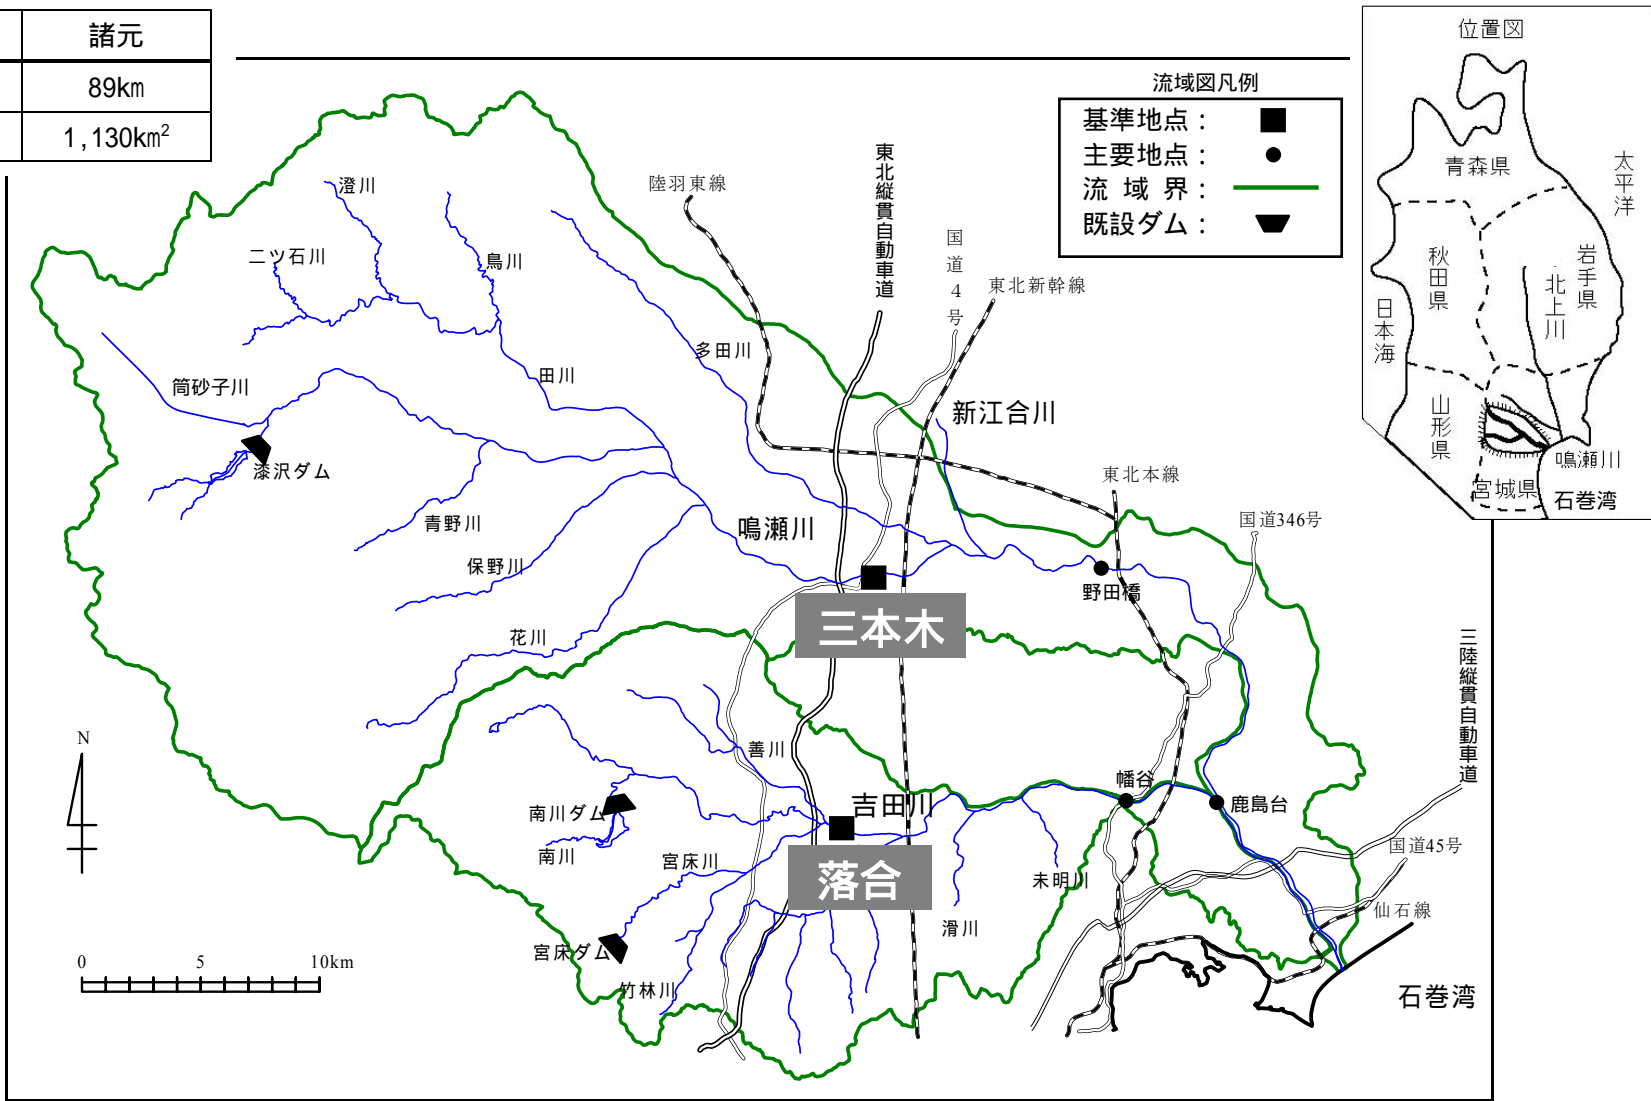 諸元
89km
1,130km²
流域図凡例
基準地点：
主要地点：
流 域 界：
既設ダム：
位置図
青森県
太平洋
秋田県
岩手県
北上川
日本海
山形県
宮城県
鳴瀬川
石巻湾
澄川
二ツ石川
鳥川
陸羽東線
東北縦貫自動車道
国道4号
東北新幹線
多田川
田川
筒砂子川
新江合川
漆沢ダム
東北本線
青野川
鳴瀬川
国道346号
保野川
野田橋
三本木
花川
三陸縦貫自動車道
N
善川
幡谷
南川ダム
吉田川
鹿島台
南川
宮床川
落合
未明川
国道45号
仙石線
滑川
宮床ダム
竹林川
石巻湾
0 5 10km